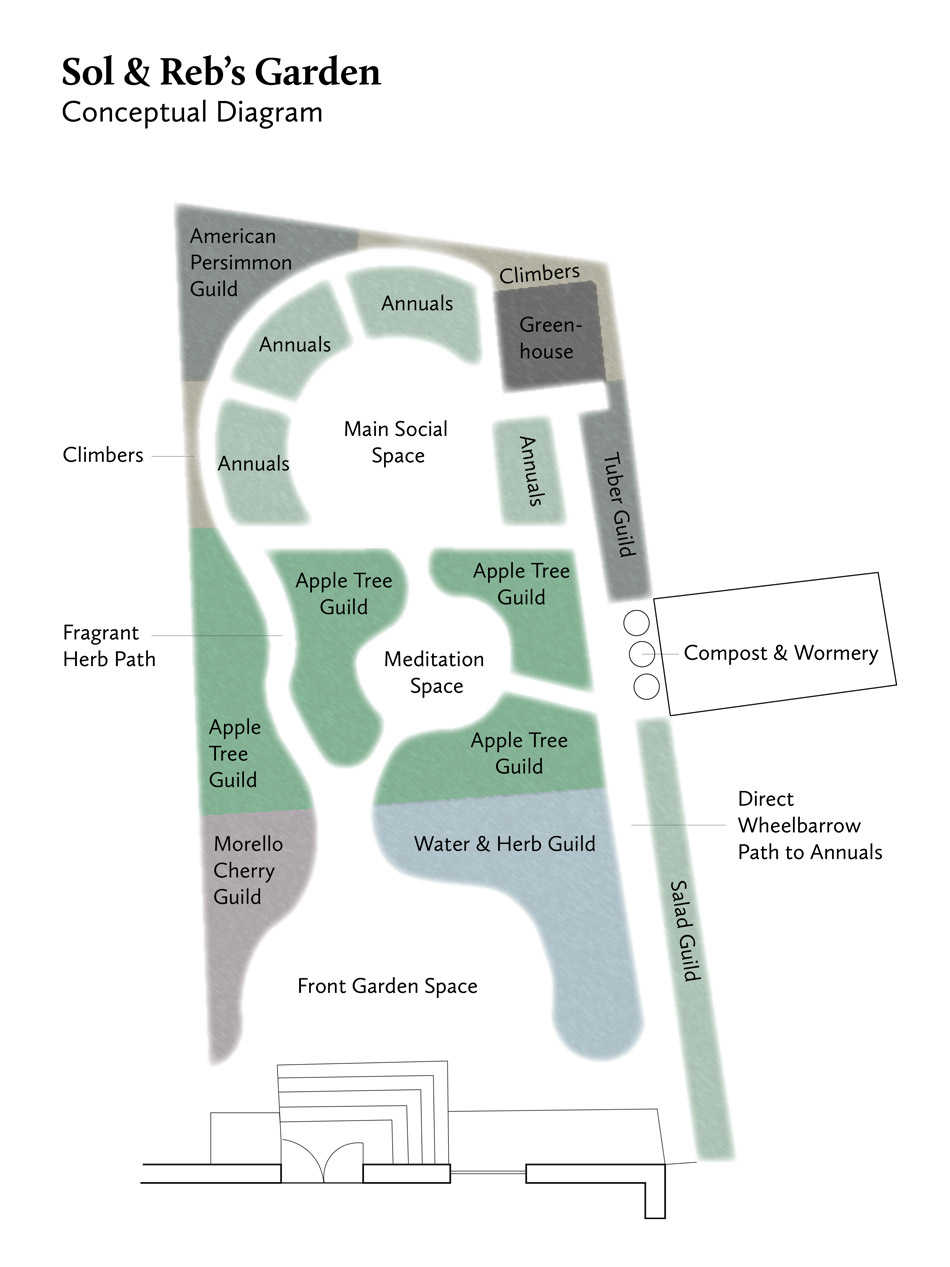 Sol & Reb's Garden
Conceptual Diagram
American
Persimmon
Guild
Climbers
Annuals
Green-
house
Annuals
Main Social
Space
Climbers
Annuals
Annuals
Tuber Guild
Apple Tree
Guild
Apple Tree
Guild
Fragrant
Herb Path
Meditation
Space
Compost & Wormery
Apple
Tree
Guild
Apple Tree
Guild
Direct
Wheelbarrow
Path to Annuals
Morello
Cherry
Guild
Water & Herb Guild
Salad Guild
Front Garden Space